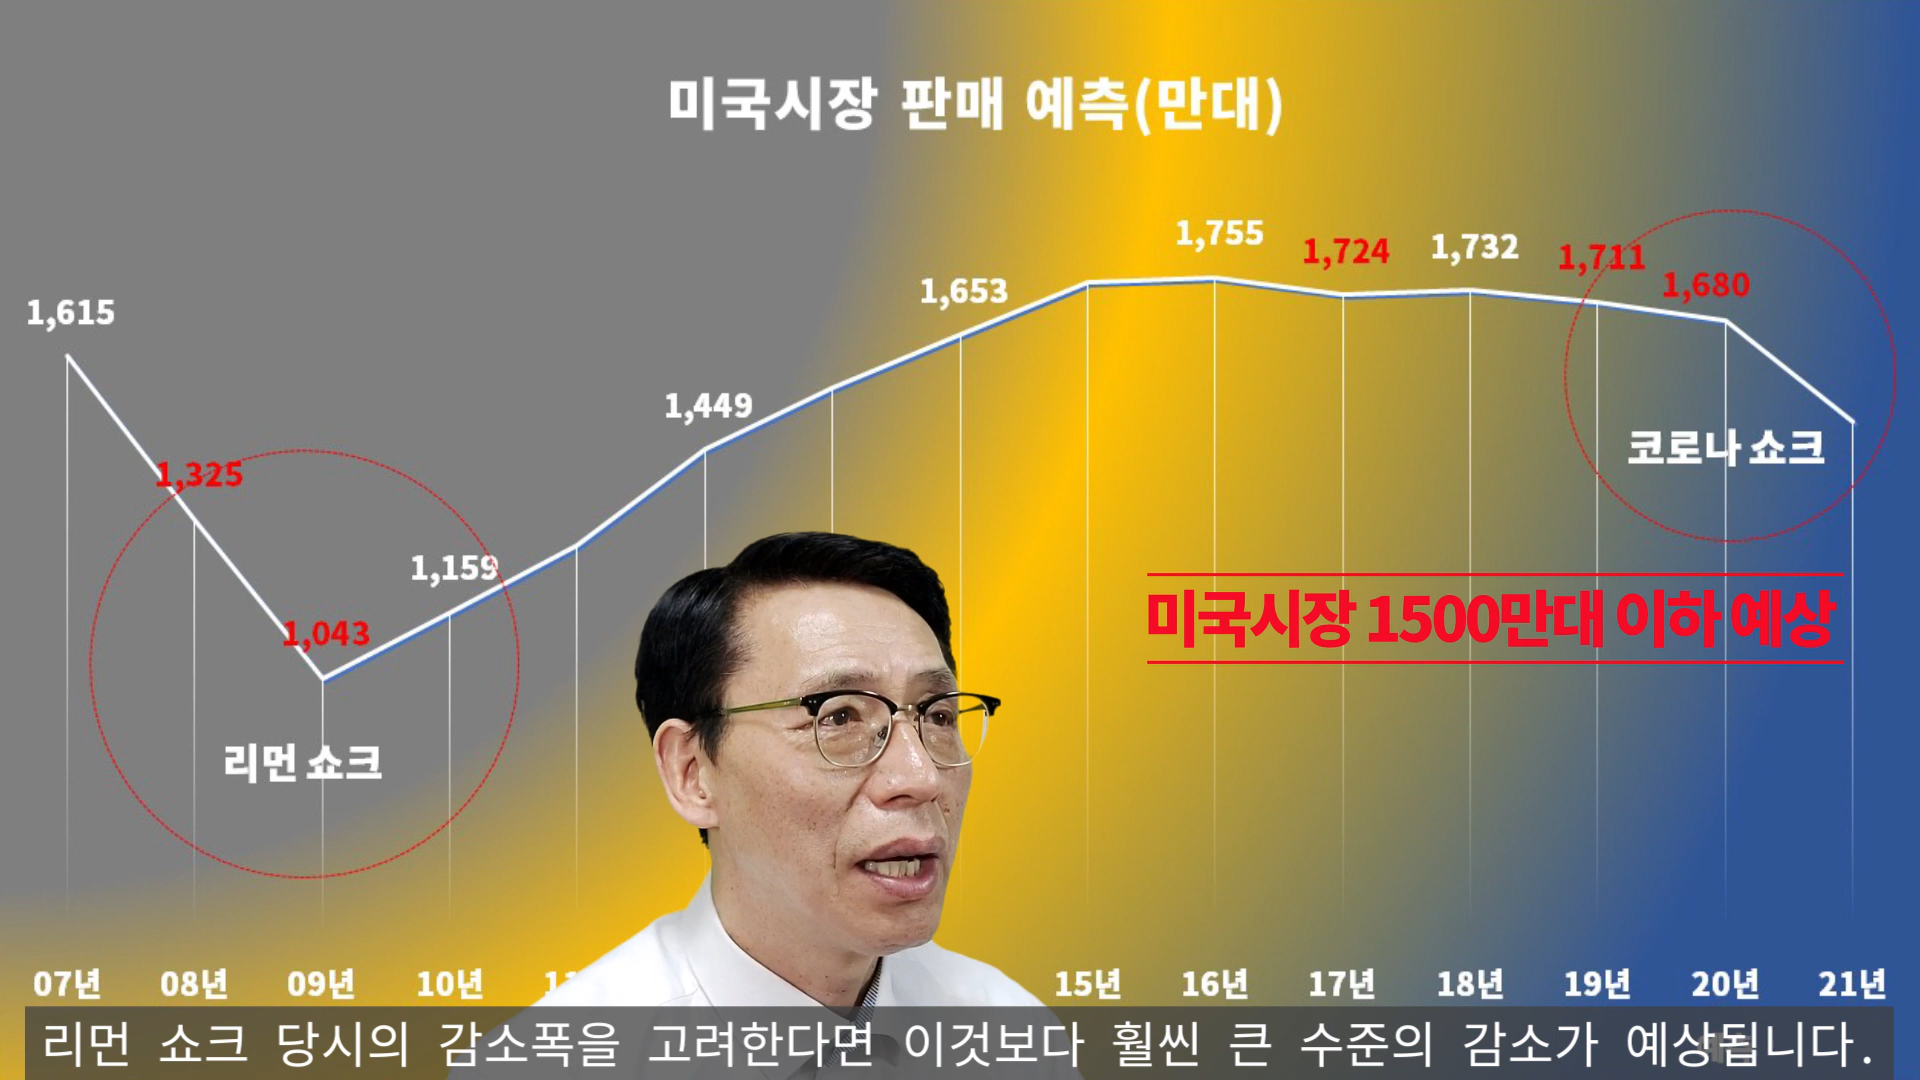 미국시장 판매 예측(만대)
1,755
1,732
1,724
1,711
1,680
1,653
1,615
1,449
코로나 쇼크
1,325
1,159
미국시장 1500만대 이하 예상
1,043
리먼 쇼크
07년 08년 09년 10년 15년 16년 17년 18년 19년 20년 21년
리먼 쇼크 당시의 감소폭을 고려한다면 이것보다 훨씬 큰 수준의 감소가 예상됩니다.